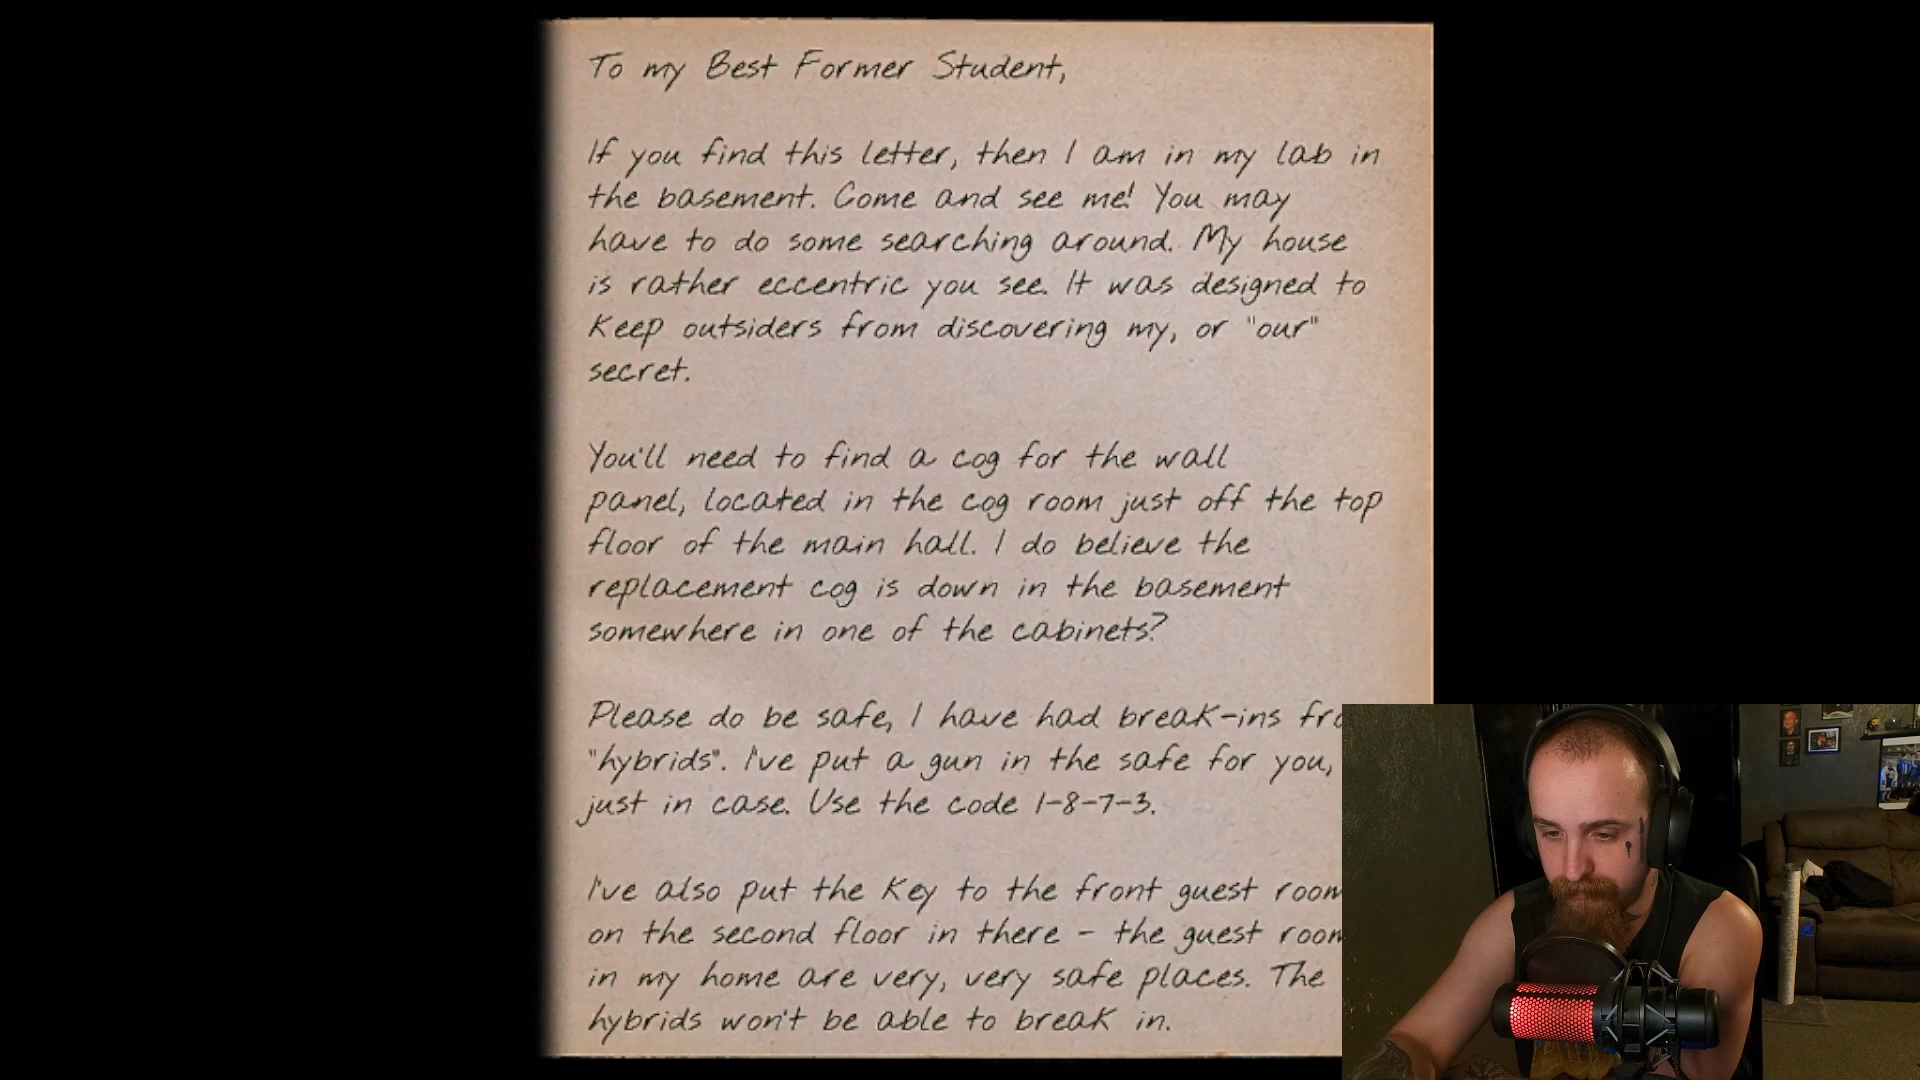 To my Best Former Student,
If you find this letter, then I am in my lab in
the basement. Come and see me! You may
have to do some searching around. My house
is rather eccentric you see. It was designed to
keep outsiders from discovering my, or "our"
secret.
You'll need to find a cog for the wall
panel, located in the cog room just off the top
floor of the main hall. I do believe the
replacement cog is down in the basement
somewhere in one of the cabinets?
Please do be safe, I have had break-ins
"hybrids". I've put a gun in the safe for you,
just in case. Use the code 1-8-7-3.
I've also put the key to the front guest room
on the second floor in there - the guest
in my home are very, very safe places. The
hybrids won't be able to break in.